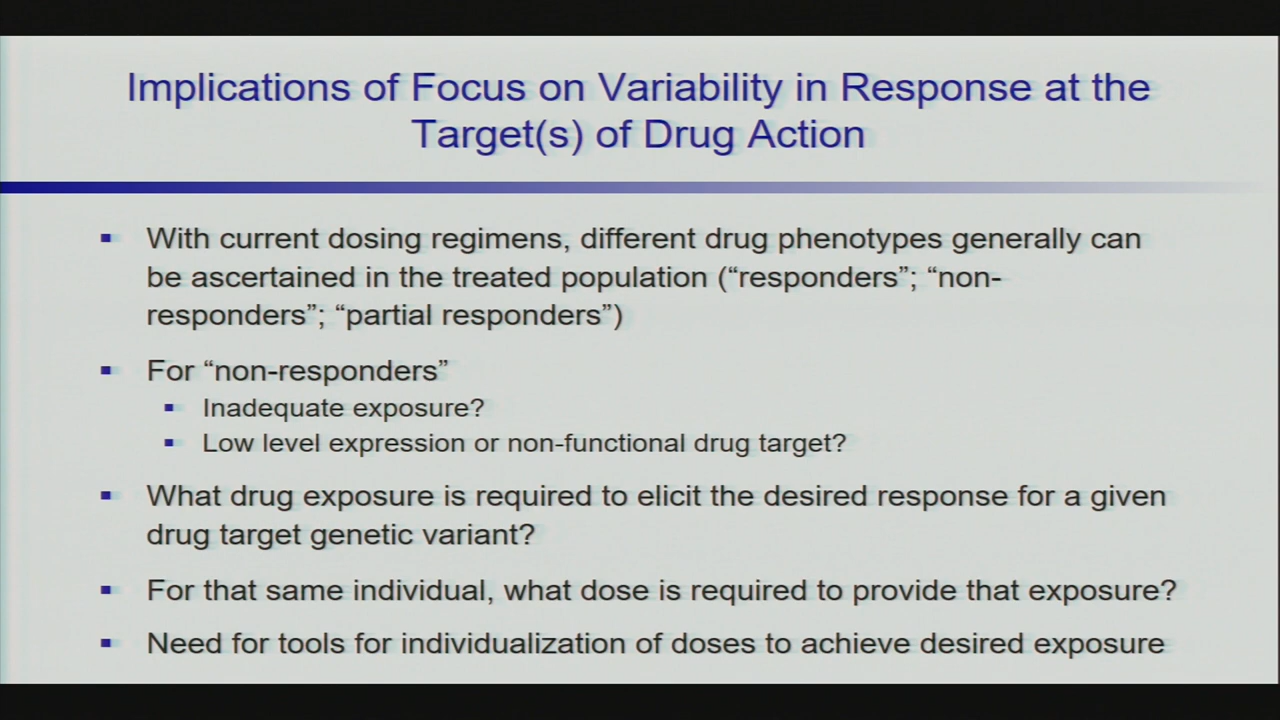 Implications of Focus on Variability in Response at the
Target(s) of Drug Action
▪ With current dosing regimens, different drug phenotypes generally can
be ascertained in the treated population (“responders”; “non-
responders”; “partial responders”)
▪ For “non-responders”
▪ Inadequate exposure?
▪ Low level expression or non-functional drug target?
▪ What drug exposure is required to elicit the desired response for a given
drug target genetic variant?
▪ For that same individual, what dose is required to provide that exposure?
▪ Need for tools for individualization of doses to achieve desired exposure